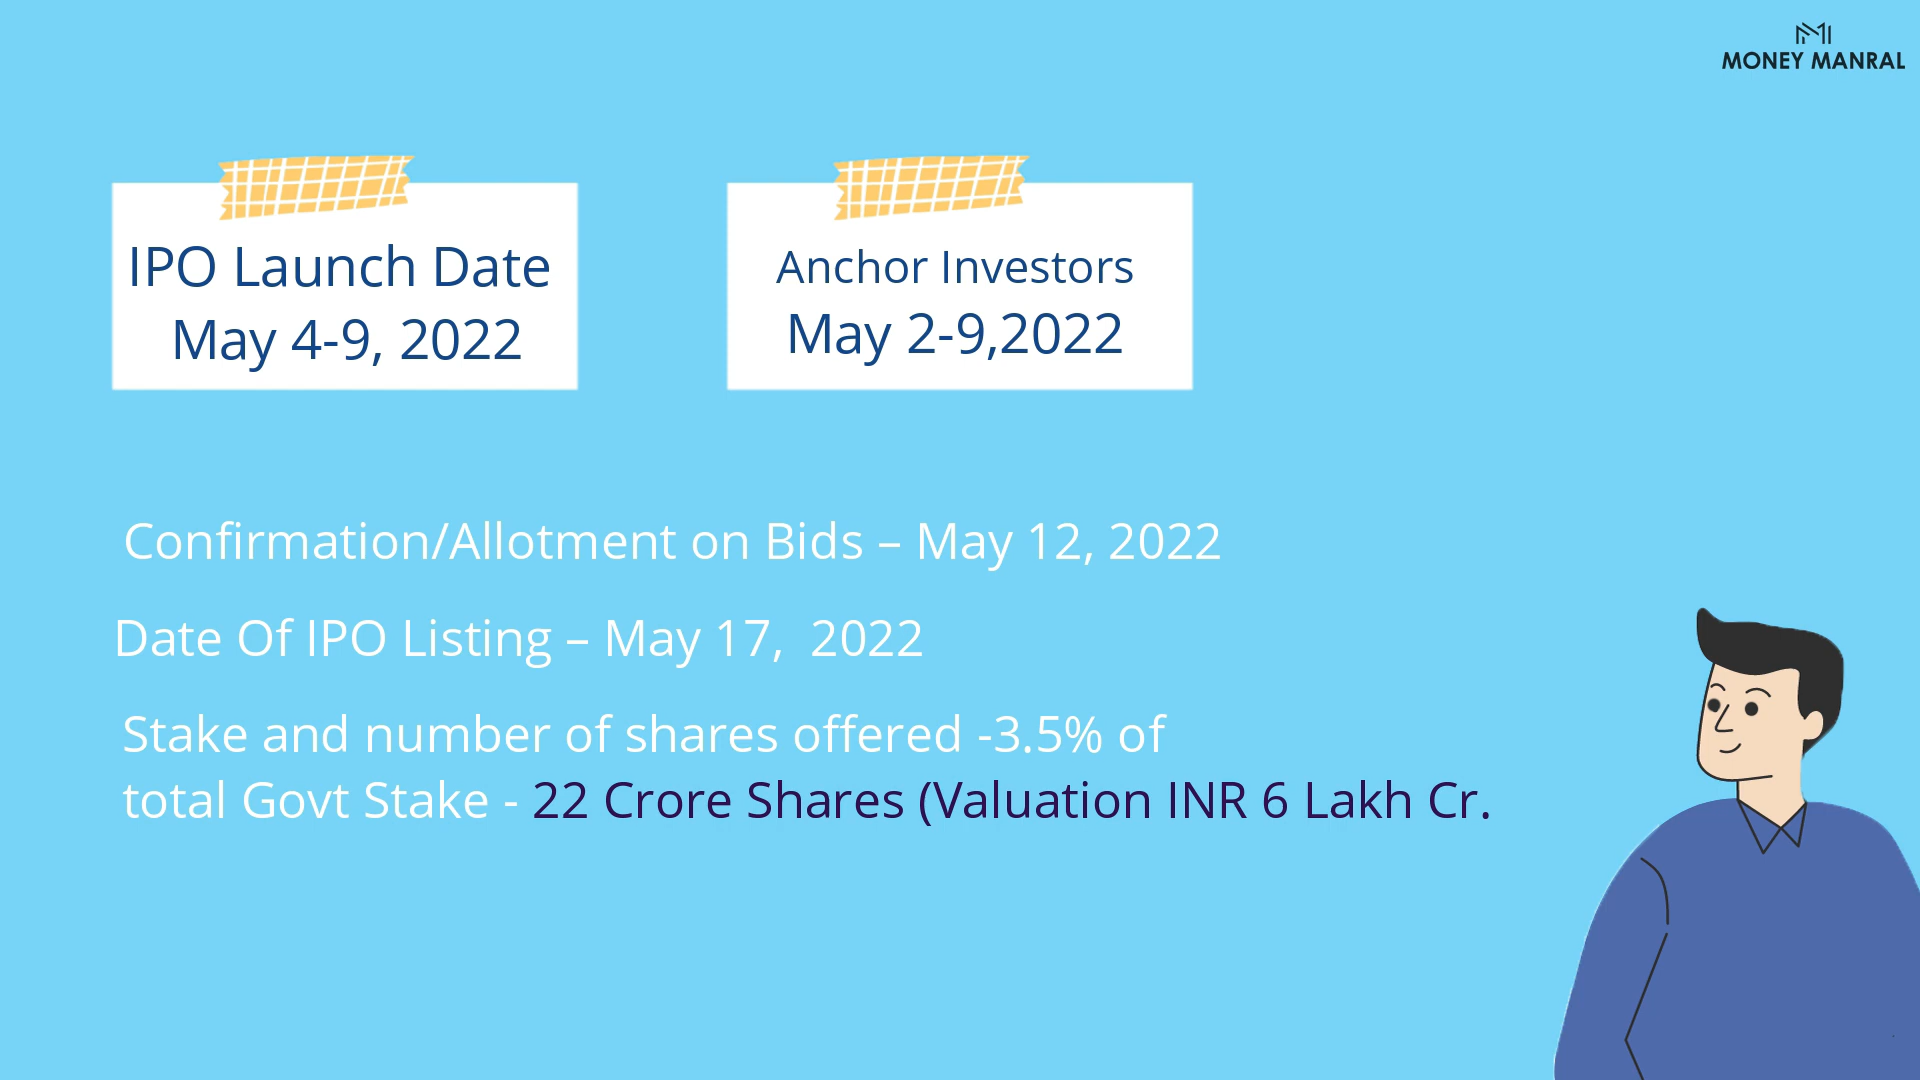 MONEY MANRAL
IPO Launch Date
May 4-9, 2022
Anchor Investors
May 2-9,2022
Confirmation/Allotment on Bids – May 12, 2022
Date Of IPO Listing – May 17, 2022
Stake and number of shares offered -3.5% of
total Govt Stake - 22 Crore Shares (Valuation INR 6 Lakh Cr.